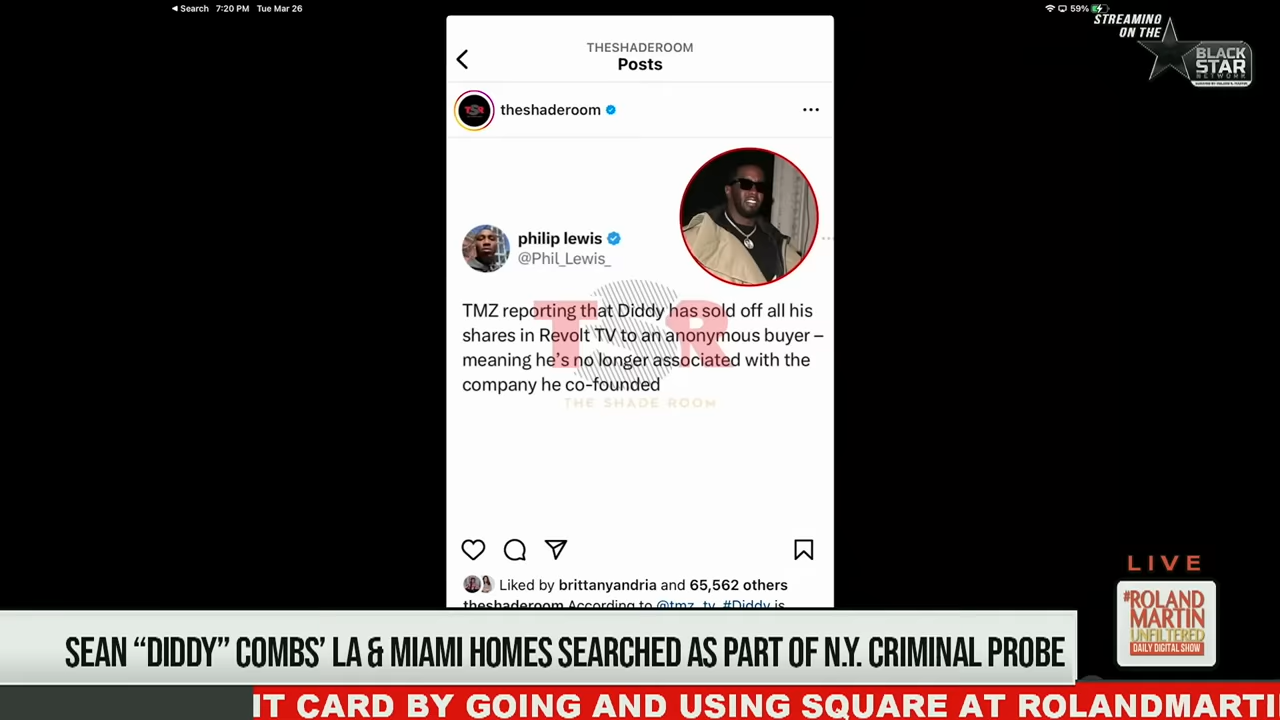 Search 7:20 PM Tue Mar 26
59%
STREAMING
ON THE
BLACK
STAR
NETWORK
THESHADEROOM
Posts
theshaderoom
TSR
philip lewis
@Phil_Lewis_
TMZ reporting that Diddy has sold off all his
shares in Revolt TV to an anonymous buyer –
meaning he's no longer associated with the
company he co-founded
TSR
THE SHADE ROOM
Liked by brittanyandria and 65,562 others
theshaderoom According to @tmz_tv, #Diddy is
LIVE
#ROLAND
MARTIN
UNFILTERED
DAILY DIGITAL SHOW
SEAN “DIDDY” COMBS’ LA & MIAMI HOMES SEARCHED AS PART OF N.Y. CRIMINAL PROBE
IT CARD BY GOING AND USING SQUARE AT ROLANDMARTI